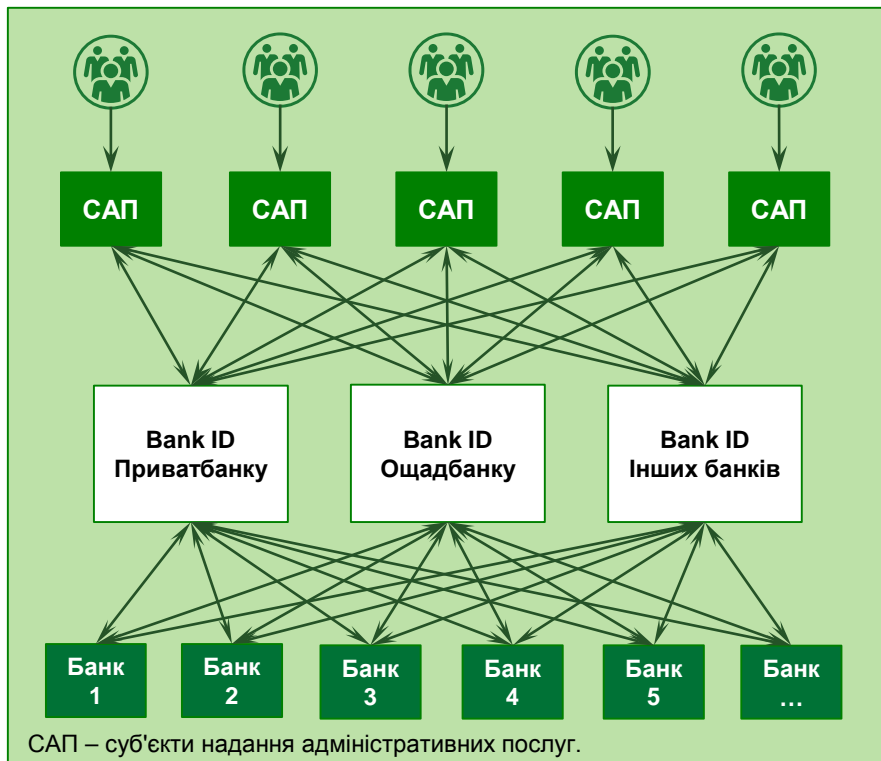 САП САП САП САП САП
Bank ID Приватбанку
Bank ID Ощадбанку
Bank ID Інших банків
Банк 1
Банк 2
Банк 3
Банк 4
Банк 5
Банк …
САП – суб'єкти надання адміністративних послуг.